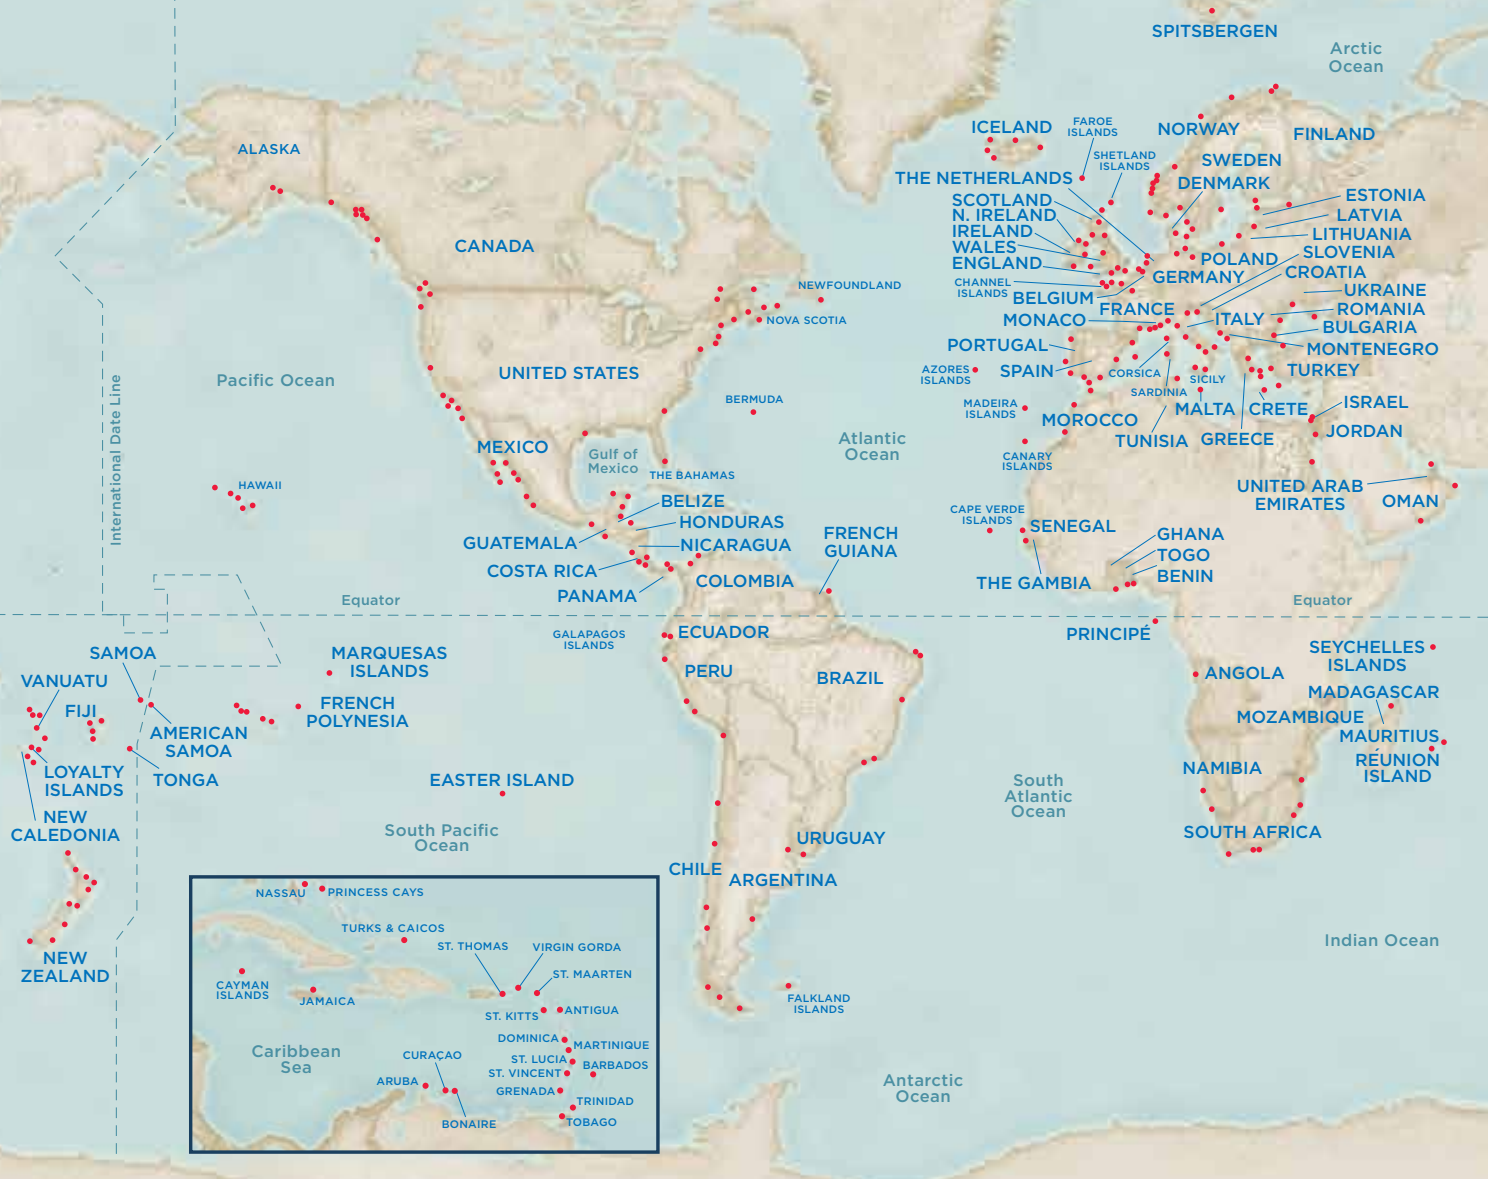 SPITSBERGEN
Arctic
Ocean
ALASKA
CANADA
UNITED STATES
MEXICO
NEWFOUNDLAND
NOVA SCOTIA
BERMUDA
Pacific Ocean
International Date Line
HAWAII
Gulf of
Mexico
THE BAHAMAS
BELIZE
HONDURAS
NICARAGUA
GUATEMALA
COSTA RICA
PANAMA
COLOMBIA
FRENCH
GUIANA
Atlantic
Ocean
Equator
ICELAND
FAROE
ISLANDS
SHETLAND
ISLANDS
NORWAY
FINLAND
SWEDEN
DENMARK
THE NETHERLANDS
SCOTLAND
N. IRELAND
IRELAND
WALES
ENGLAND
CHANNEL
ISLANDS
BELGIUM
FRANCE
MONACO
PORTUGAL
SPAIN
AZORES
ISLANDS
MADEIRA
ISLANDS
CANARY
ISLANDS
MOROCCO
ESTONIA
LATVIA
LITHUANIA
POLAND
GERMANY
SLOVENIA
CROATIA
UKRAINE
ROMANIA
BULGARIA
MONTENEGRO
ITALY
TURKEY
CORSICA
SARDINIA
SICILY
MALTA
CRETE
TUNISIA
GREECE
ISRAEL
JORDAN
UNITED ARAB
EMIRATES
OMAN
CAPE VERDE
ISLANDS
SENEGAL
THE GAMBIA
GHANA
TOGO
BENIN
Equator
PRINCIPÉ
ANGOLA
SEYCHELLES
ISLANDS
MADAGASCAR
MOZAMBIQUE
MAURITIUS
RÉUNION
ISLAND
NAMIBIA
SOUTH AFRICA
GALAPAGOS
ISLANDS
ECUADOR
PERU
BRAZIL
URUGUAY
CHILE
ARGENTINA
FALKLAND
ISLANDS
SAMOA
VANUATU
FIJI
AMERICAN
SAMOA
LOYALTY
ISLANDS
TONGA
NEW
CALEDONIA
NEW
ZEALAND
MARQUESAS
ISLANDS
FRENCH
POLYNESIA
EASTER ISLAND
South Pacific
Ocean
South
Atlantic
Ocean
Indian Ocean
Antarctic
Ocean
NASSAU
PRINCESS CAYS
TURKS & CAICOS
ST. THOMAS
VIRGIN GORDA
ST. MAARTEN
CAYMAN
ISLANDS
JAMAICA
ST. KITTS
ANTIGUA
DOMINICA
MARTINIQUE
ST. LUCIA
BARBADOS
ST. VINCENT
GRENADA
TRINIDAD
TOBAGO
Caribbean
Sea
CURAÇAO
ARUBA
BONAIRE